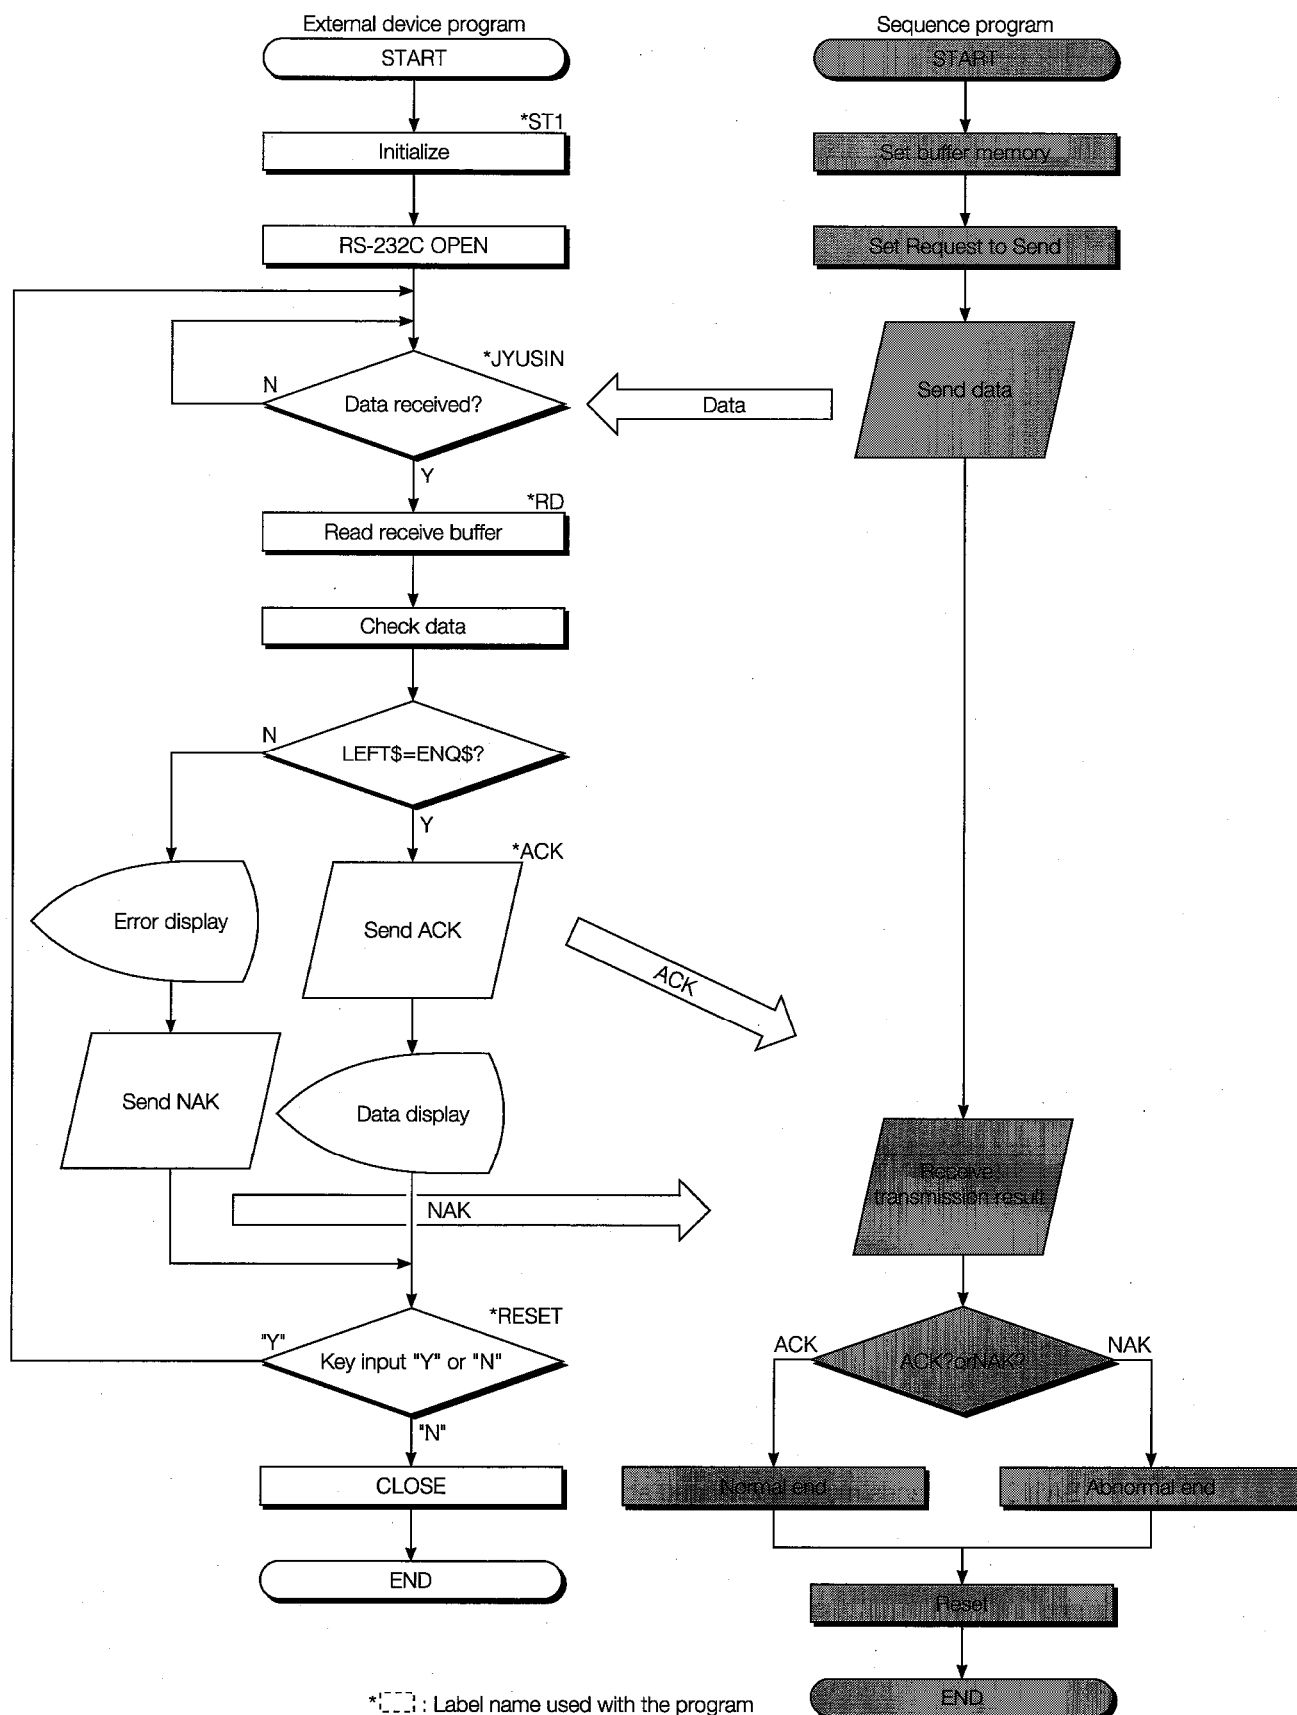 External device program
START
*ST1
Initialize
RS-232C OPEN
*JYUSIN
N
Data received?
Y
*RD
Read receive buffer
Check data
N
LEFT$=ENQ$?
Y
*ACK
Error display
Send ACK
Send NAK
Data display
*RESET
"Y"
Key input "Y" or "N"
"N"
CLOSE
END
Data
ACK
NAK
Sequence program
START
Set buffer memory
Set Request to Send
Send data
Receive
transmission result
ACK
ACK?orNAK?
NAK
Normal end
Abnormal end
Reset
END
* : Label name used with the program